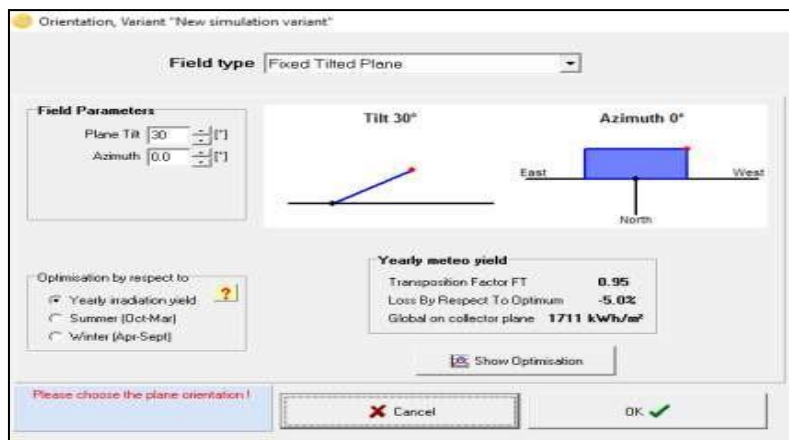 Orientation, Variant "New simulation variant"
Field type Fixed Tilted Plane
Field Parameters
Plane Tilt 30 [°]
Azimuth 0.0 [°]
Tilt 30° Azimuth 0°
East West
North
Optimisation by respect to
Yearly irradiation yield ?
Summer (Oct-Mar)
Winter (Apr-Sept)
Yearly meteo yield
Transposition Factor FT 0.95
Loss By Respect To Optimum -5.0%
Global on collector plane 1711 kWh/m²
Show Optimisation
Please choose the plane orientation !
Cancel OK